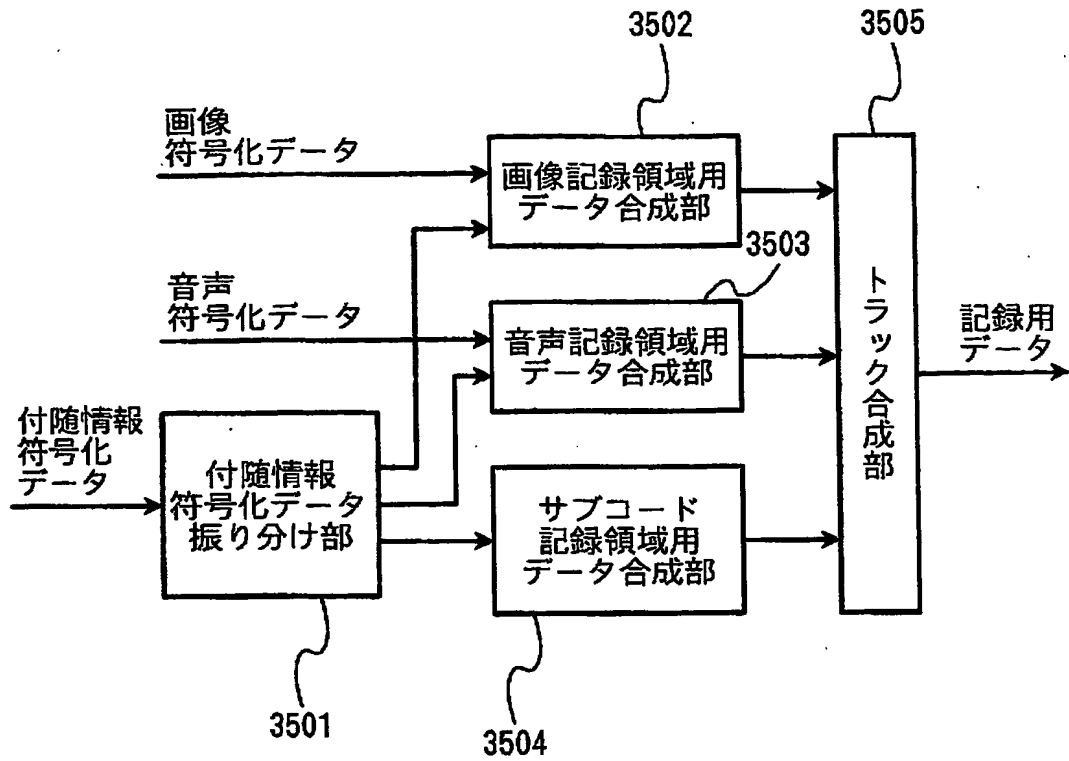 3502
3505
画像
符号化データ
画像記録領域用
データ合成部
3503
音声
符号化データ
音声記録領域用
データ合成部
トラック合成部
記録用
データ
付随情報
符号化
データ
付随情報
符号化データ
振り分け部
サブコード
記録領域用
データ合成部
3501
3504